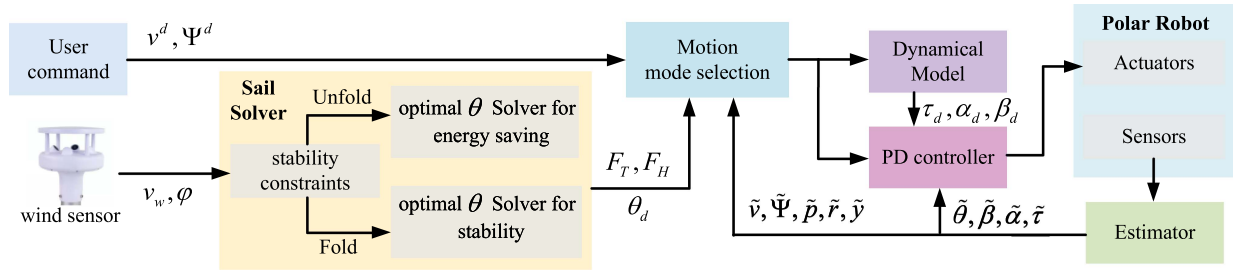 User
command
v^d, Ψ^d
wind sensor
v_w, φ
Sail
Solver
Unfold
stability
constraints
Fold
optimal θ Solver for
energy saving
optimal θ Solver for
stability
F_T, F_H
θ_d
Motion
mode selection
Dynamical
Model
τ_d, α_d, β_d
PD controller
ṽ, Ψ̃, p̃, r̃, ỹ
θ̃, β̃, α̃, τ̃
Polar Robot
Actuators
Sensors
Estimator